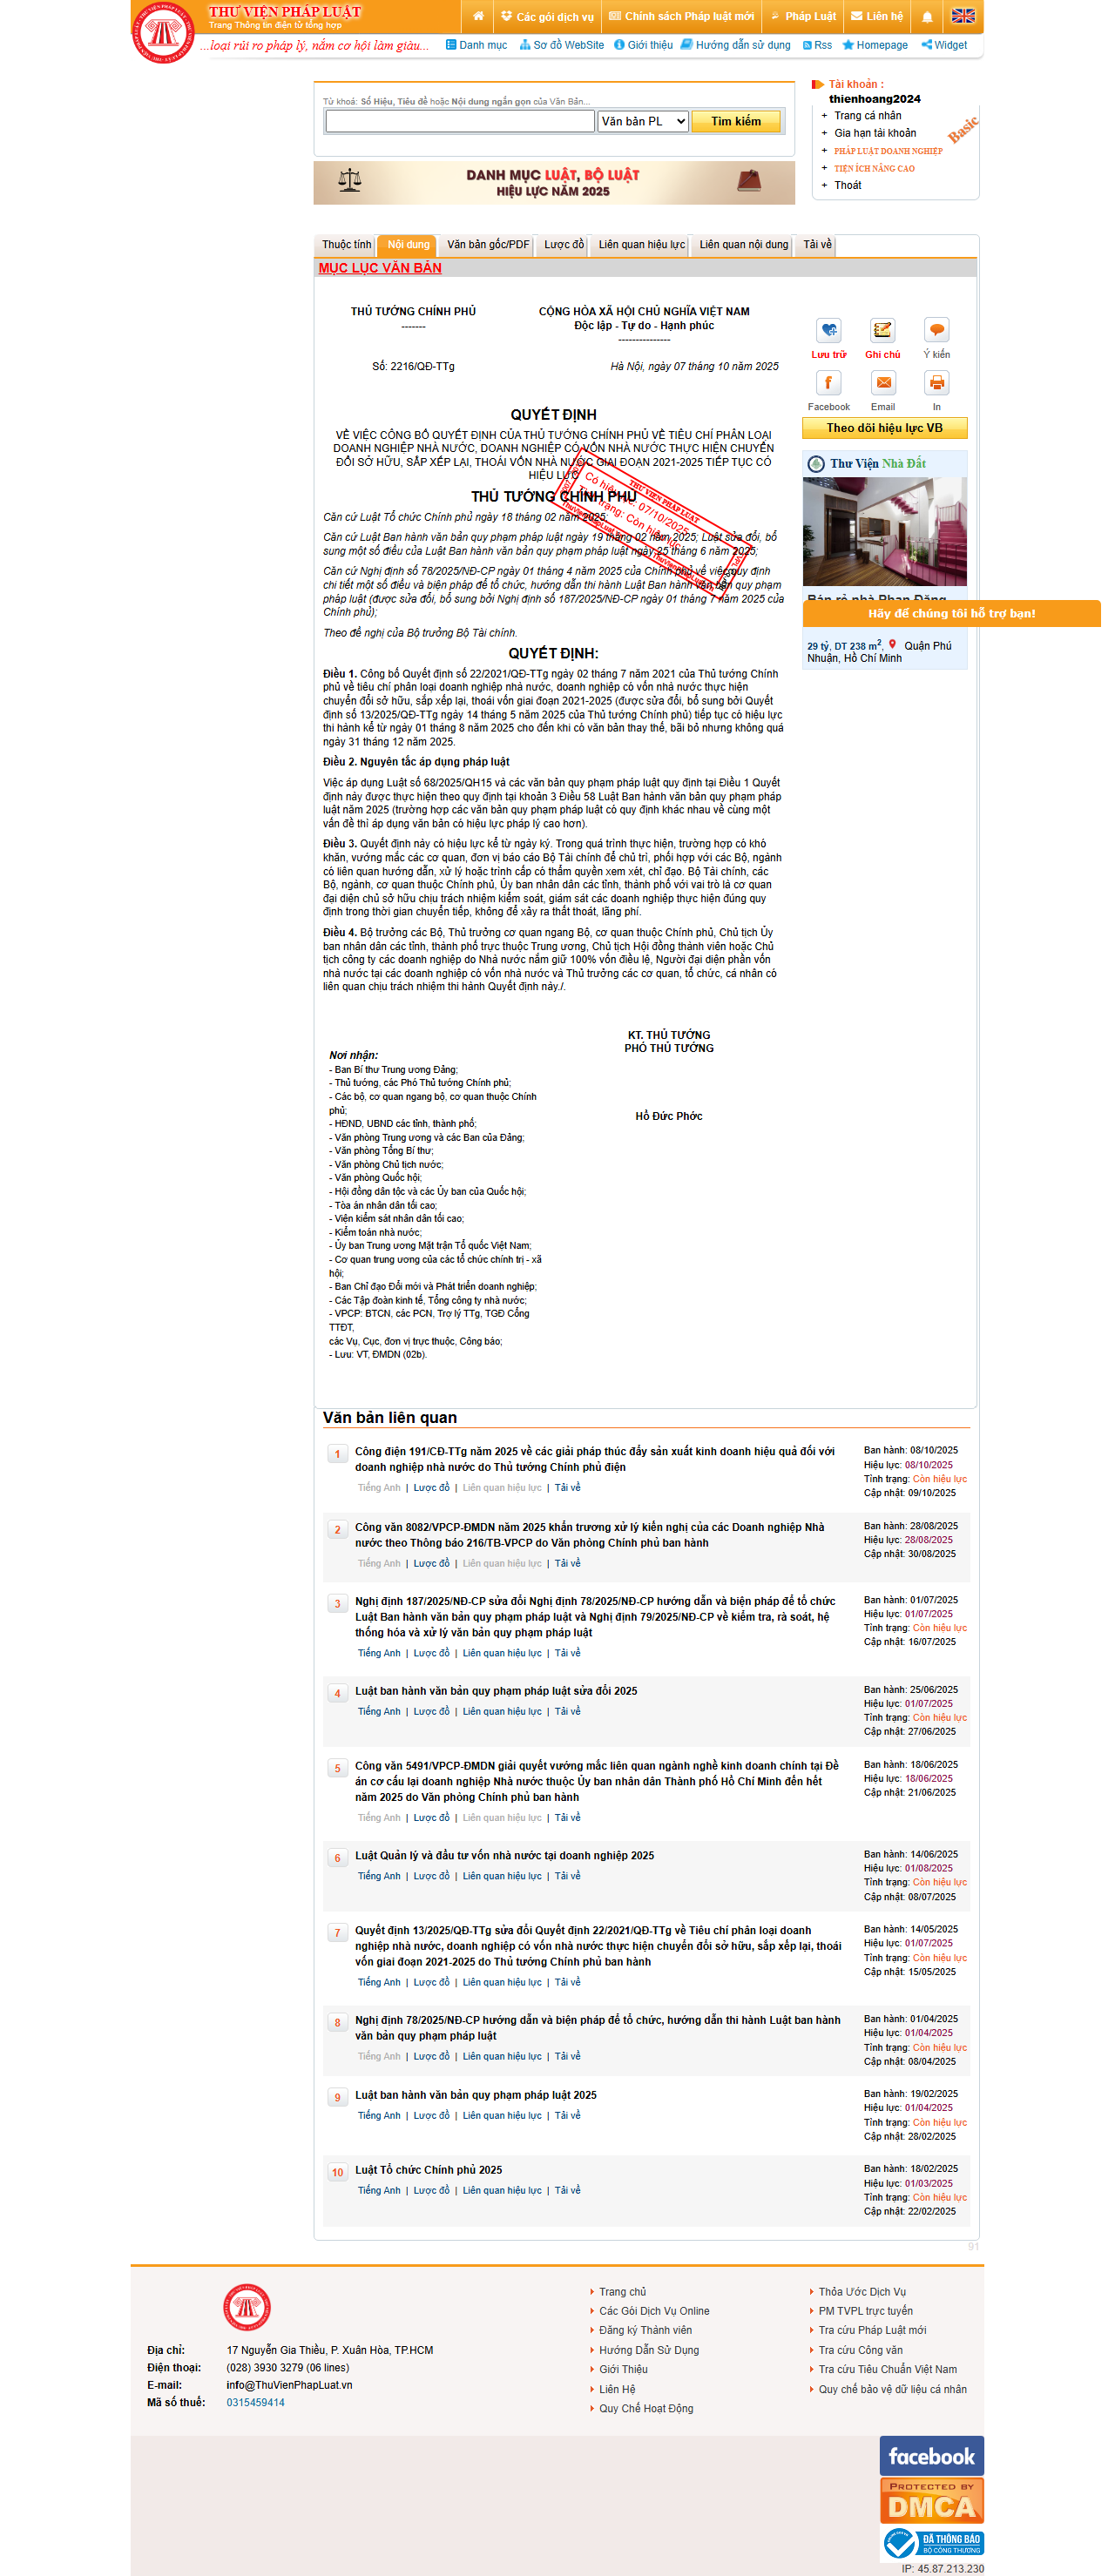 THƯ VIỆN PHÁP LUẬT
Trang Thông tin điện tử tổng hợp
Các gói dịch vụ
Chính sách Pháp luật mới
Pháp Luật
Liên hệ
...loại rủi ro pháp lý, nắm cơ hội làm giàu...
Danh mục
Sơ đồ WebSite
Giới thiệu
Hướng dẫn sử dụng
Rss
Homepage
Widget
Từ khoá: Số Hiệu, Tiêu đề hoặc Nội dung ngắn gọn của Văn Bản...
Văn bản PL
Tìm kiếm
DANH MỤC LUẬT, BỘ LUẬT
HIỆU LỰC NĂM 2025
Tài khoản :
thienhoang2024
+ Trang cá nhân
+ Gia hạn tài khoản
+ PHÁP LUẬT DOANH NGHIỆP
+ TIỆN ÍCH NÂNG CAO
+ Thoát
Basic
Thuộc tính
Nội dung
Văn bản gốc/PDF
Lược đồ
Liên quan hiệu lực
Liên quan nội dung
Tải về
MỤC LỤC VĂN BẢN
THỦ TƯỚNG CHÍNH PHỦ
-------
CỘNG HÒA XÃ HỘI CHỦ NGHĨA VIỆT NAM
Độc lập - Tự do - Hạnh phúc
---------------
Số: 2216/QĐ-TTg
Hà Nội, ngày 07 tháng 10 năm 2025
QUYẾT ĐỊNH
VỀ VIỆC CÔNG BỐ QUYẾT ĐỊNH CỦA THỦ TƯỚNG CHÍNH PHỦ VỀ TIÊU CHÍ PHÂN LOẠI
DOANH NGHIỆP NHÀ NƯỚC, DOANH NGHIỆP CÓ VỐN NHÀ NƯỚC THỰC HIỆN CHUYỂN
ĐỔI SỞ HỮU, SẮP XẾP LẠI, THOÁI VỐN NHÀ NƯỚC GIAI ĐOẠN 2021-2025 TIẾP TỤC CÓ
HIỆU LỰC
THỦ TƯỚNG CHÍNH PHỦ
Căn cứ Luật Tổ chức Chính phủ ngày 18 tháng 02 năm 2025;
Căn cứ Luật Ban hành văn bản quy phạm pháp luật ngày 19 tháng 02 năm 2025; Luật sửa đổi, bổ
sung một số điều của Luật Ban hành văn bản quy phạm pháp luật ngày 25 tháng 6 năm 2025;
Căn cứ Nghị định số 78/2025/NĐ-CP ngày 01 tháng 4 năm 2025 của Chính phủ về việc quy định
chi tiết một số điều và biện pháp để tổ chức, hướng dẫn thi hành Luật Ban hành văn bản quy phạm
pháp luật (được sửa đổi, bổ sung bởi Nghị định số 187/2025/NĐ-CP ngày 01 tháng 7 năm 2025 của
Chính phủ);
Theo đề nghị của Bộ trưởng Bộ Tài chính.
THƯ VIỆN PHÁP LUẬT
Có hiệu lực: 07/10/2025
Tình trạng: Còn hiệu lực
QUYẾT ĐỊNH:
Điều 1. Công bố Quyết định số 22/2021/QĐ-TTg ngày 02 tháng 7 năm 2021 của Thủ tướng Chính
phủ về tiêu chí phân loại doanh nghiệp nhà nước, doanh nghiệp có vốn nhà nước thực hiện
chuyển đổi sở hữu, sắp xếp lại, thoái vốn giai đoạn 2021-2025 (được sửa đổi, bổ sung bởi Quyết
định số 13/2025/QĐ-TTg ngày 14 tháng 5 năm 2025 của Thủ tướng Chính phủ) tiếp tục có hiệu lực
thi hành kể từ ngày 01 tháng 8 năm 2025 cho đến khi có văn bản thay thế, bãi bỏ nhưng không quá
ngày 31 tháng 12 năm 2025.
Điều 2. Nguyên tắc áp dụng pháp luật
Việc áp dụng Luật số 68/2025/QH15 và các văn bản quy phạm pháp luật quy định tại Điều 1 Quyết
định này được thực hiện theo quy định tại khoản 3 Điều 58 Luật Ban hành văn bản quy phạm pháp
luật năm 2025 (trường hợp các văn bản quy phạm pháp luật có quy định khác nhau về cùng một
vấn đề thì áp dụng văn bản có hiệu lực pháp lý cao hơn).
Điều 3. Quyết định này có hiệu lực kể từ ngày ký. Trong quá trình thực hiện, trường hợp có khó
khăn, vướng mắc các cơ quan, đơn vị báo cáo Bộ Tài chính để chủ trì, phối hợp với các Bộ, ngành
có liên quan hướng dẫn, xử lý hoặc trình cấp có thẩm quyền xem xét, chỉ đạo. Bộ Tài chính, các
Bộ, ngành, cơ quan thuộc Chính phủ, Ủy ban nhân dân các tỉnh, thành phố với vai trò là cơ quan
đại diện chủ sở hữu chịu trách nhiệm kiểm soát, giám sát các doanh nghiệp thực hiện đúng quy
định trong thời gian chuyển tiếp, không để xảy ra thất thoát, lãng phí.
Điều 4. Bộ trưởng các Bộ, Thủ trưởng cơ quan ngang Bộ, cơ quan thuộc Chính phủ, Chủ tịch Ủy
ban nhân dân các tỉnh, thành phố trực thuộc Trung ương, Chủ tịch Hội đồng thành viên hoặc Chủ
tịch công ty các doanh nghiệp do Nhà nước nắm giữ 100% vốn điều lệ, Người đại diện phần vốn
nhà nước tại các doanh nghiệp có vốn nhà nước và Thủ trưởng các cơ quan, tổ chức, cá nhân có
liên quan chịu trách nhiệm thi hành Quyết định này./.
Nơi nhận:
- Ban Bí thư Trung ương Đảng;
- Thủ tướng, các Phó Thủ tướng Chính phủ;
- Các bộ, cơ quan ngang bộ, cơ quan thuộc Chính
phủ;
- HĐND, UBND các tỉnh, thành phố;
- Văn phòng Trung ương và các Ban của Đảng;
- Văn phòng Tổng Bí thư;
- Văn phòng Chủ tịch nước;
- Văn phòng Quốc hội;
- Hội đồng dân tộc và các Ủy ban của Quốc hội;
- Tòa án nhân dân tối cao;
- Viện kiểm sát nhân dân tối cao;
- Kiểm toán nhà nước;
- Ủy ban Trung ương Mặt trận Tổ quốc Việt Nam;
- Cơ quan trung ương của các tổ chức chính trị - xã
hội;
- Ban Chỉ đạo Đổi mới và Phát triển doanh nghiệp;
- Các Tập đoàn kinh tế, Tổng công ty nhà nước;
- VPCP: BTCN, các PCN, Trợ lý TTg, TGĐ Cổng
TTĐT,
các Vụ, Cục, đơn vị trực thuộc, Công báo;
- Lưu: VT, ĐMDN (02b).
KT. THỦ TƯỚNG
PHÓ THỦ TƯỚNG
Hồ Đức Phớc
Lưu trữ
Ghi chú
Ý kiến
Facebook
Email
In
Theo dõi hiệu lực VB
Thư Viện Nhà Đất
Hãy để chúng tôi hỗ trợ bạn!
29 tỷ, DT 238 m2, Quận Phú
Nhuận, Hồ Chí Minh
Văn bản liên quan
1
Công điện 191/CĐ-TTg năm 2025 về các giải pháp thúc đẩy sản xuất kinh doanh hiệu quả đối với
doanh nghiệp nhà nước do Thủ tướng Chính phủ điện
Tiếng Anh | Lược đồ | Liên quan hiệu lực | Tải về
Ban hành: 08/10/2025
Hiệu lực: 08/10/2025
Tình trạng: Còn hiệu lực
Cập nhật: 09/10/2025
2
Công văn 8082/VPCP-ĐMDN năm 2025 khẩn trương xử lý kiến nghị của các Doanh nghiệp Nhà
nước theo Thông báo 216/TB-VPCP do Văn phòng Chính phủ ban hành
Tiếng Anh | Lược đồ | Liên quan hiệu lực | Tải về
Ban hành: 28/08/2025
Hiệu lực: 28/08/2025
Cập nhật: 30/08/2025
3
Nghị định 187/2025/NĐ-CP sửa đổi Nghị định 78/2025/NĐ-CP hướng dẫn và biện pháp để tổ chức
Luật Ban hành văn bản quy phạm pháp luật và Nghị định 79/2025/NĐ-CP về kiểm tra, rà soát, hệ
thống hóa và xử lý văn bản quy phạm pháp luật
Tiếng Anh | Lược đồ | Liên quan hiệu lực | Tải về
Ban hành: 01/07/2025
Hiệu lực: 01/07/2025
Tình trạng: Còn hiệu lực
Cập nhật: 16/07/2025
4
Luật ban hành văn bản quy phạm pháp luật sửa đổi 2025
Tiếng Anh | Lược đồ | Liên quan hiệu lực | Tải về
Ban hành: 25/06/2025
Hiệu lực: 01/07/2025
Tình trạng: Còn hiệu lực
Cập nhật: 27/06/2025
5
Công văn 5491/VPCP-ĐMDN giải quyết vướng mắc liên quan ngành nghề kinh doanh chính tại Đề
án cơ cấu lại doanh nghiệp Nhà nước thuộc Ủy ban nhân dân Thành phố Hồ Chí Minh đến hết
năm 2025 do Văn phòng Chính phủ ban hành
Tiếng Anh | Lược đồ | Liên quan hiệu lực | Tải về
Ban hành: 18/06/2025
Hiệu lực: 18/06/2025
Cập nhật: 21/06/2025
6
Luật Quản lý và đầu tư vốn nhà nước tại doanh nghiệp 2025
Tiếng Anh | Lược đồ | Liên quan hiệu lực | Tải về
Ban hành: 14/06/2025
Hiệu lực: 01/08/2025
Tình trạng: Còn hiệu lực
Cập nhật: 08/07/2025
7
Quyết định 13/2025/QĐ-TTg sửa đổi Quyết định 22/2021/QĐ-TTg về Tiêu chí phân loại doanh
nghiệp nhà nước, doanh nghiệp có vốn nhà nước thực hiện chuyển đổi sở hữu, sắp xếp lại, thoái
vốn giai đoạn 2021-2025 do Thủ tướng Chính phủ ban hành
Tiếng Anh | Lược đồ | Liên quan hiệu lực | Tải về
Ban hành: 14/05/2025
Hiệu lực: 01/07/2025
Tình trạng: Còn hiệu lực
Cập nhật: 15/05/2025
8
Nghị định 78/2025/NĐ-CP hướng dẫn và biện pháp để tổ chức, hướng dẫn thi hành Luật ban hành
văn bản quy phạm pháp luật
Tiếng Anh | Lược đồ | Liên quan hiệu lực | Tải về
Ban hành: 01/04/2025
Hiệu lực: 01/04/2025
Tình trạng: Còn hiệu lực
Cập nhật: 08/04/2025
9
Luật ban hành văn bản quy phạm pháp luật 2025
Tiếng Anh | Lược đồ | Liên quan hiệu lực | Tải về
Ban hành: 19/02/2025
Hiệu lực: 01/04/2025
Tình trạng: Còn hiệu lực
Cập nhật: 28/02/2025
10
Luật Tổ chức Chính phủ 2025
Tiếng Anh | Lược đồ | Liên quan hiệu lực | Tải về
Ban hành: 18/02/2025
Hiệu lực: 01/03/2025
Tình trạng: Còn hiệu lực
Cập nhật: 22/02/2025
91
Địa chỉ: 17 Nguyễn Gia Thiều, P. Xuân Hòa, TP.HCM
Điện thoại: (028) 3930 3279 (06 lines)
E-mail: info@ThuVienPhapLuat.vn
Mã số thuế: 0315459414
Trang chủ
Các Gói Dịch Vụ Online
Đăng ký Thành viên
Hướng Dẫn Sử Dụng
Giới Thiệu
Liên Hệ
Quy Chế Hoạt Động
Thỏa Ước Dịch Vụ
PM TVPL trực tuyến
Tra cứu Pháp Luật mới
Tra cứu Công văn
Tra cứu Tiêu Chuẩn Việt Nam
Quy chế bảo vệ dữ liệu cá nhân
facebook
PROTECTED BY
DMCA
ĐÃ THÔNG BÁO
BỘ CÔNG THƯƠNG
IP: 45.87.213.230